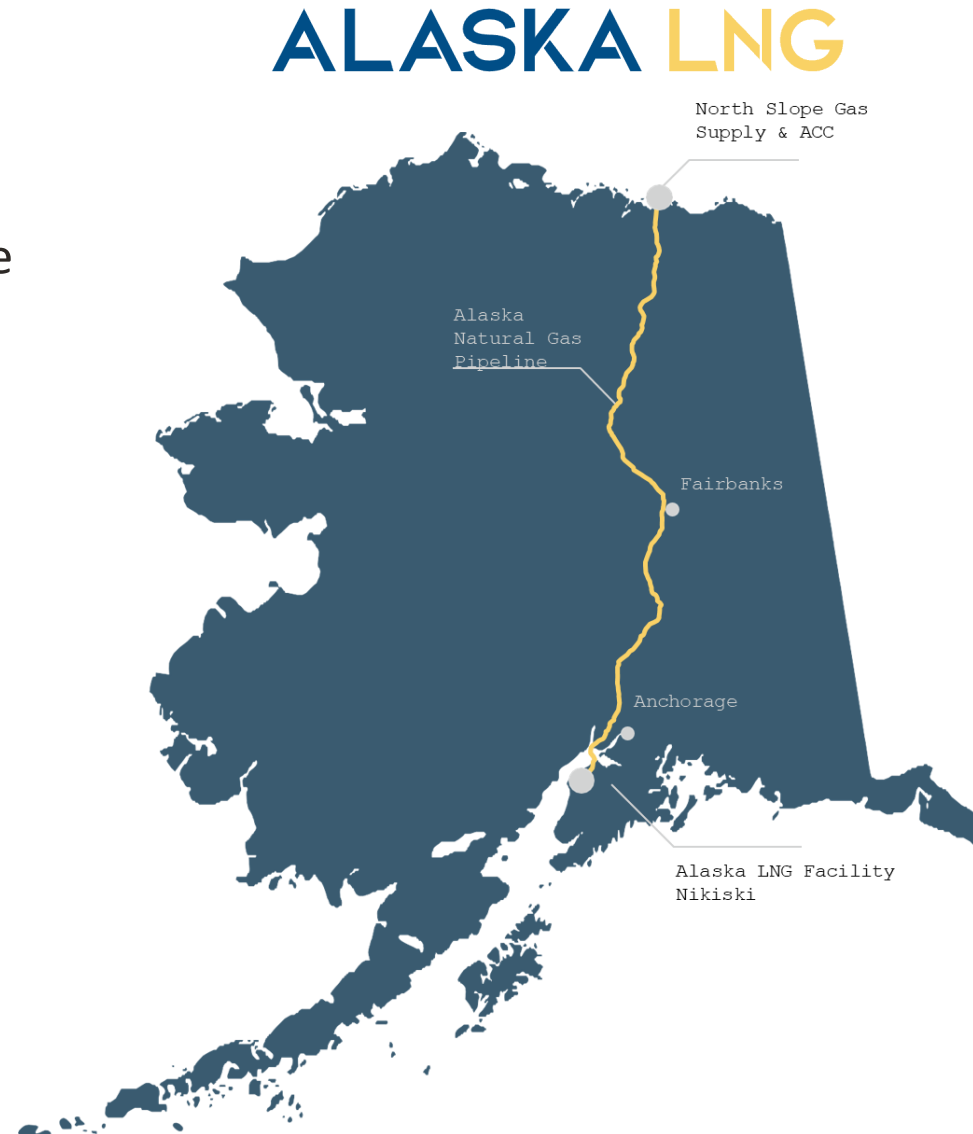 ALASKA LNG
North Slope Gas
Supply & ACC
e
Alaska
Natural Gas
Pipeline
Fairbanks
Anchorage
Alaska LNG Facility
Nikiski